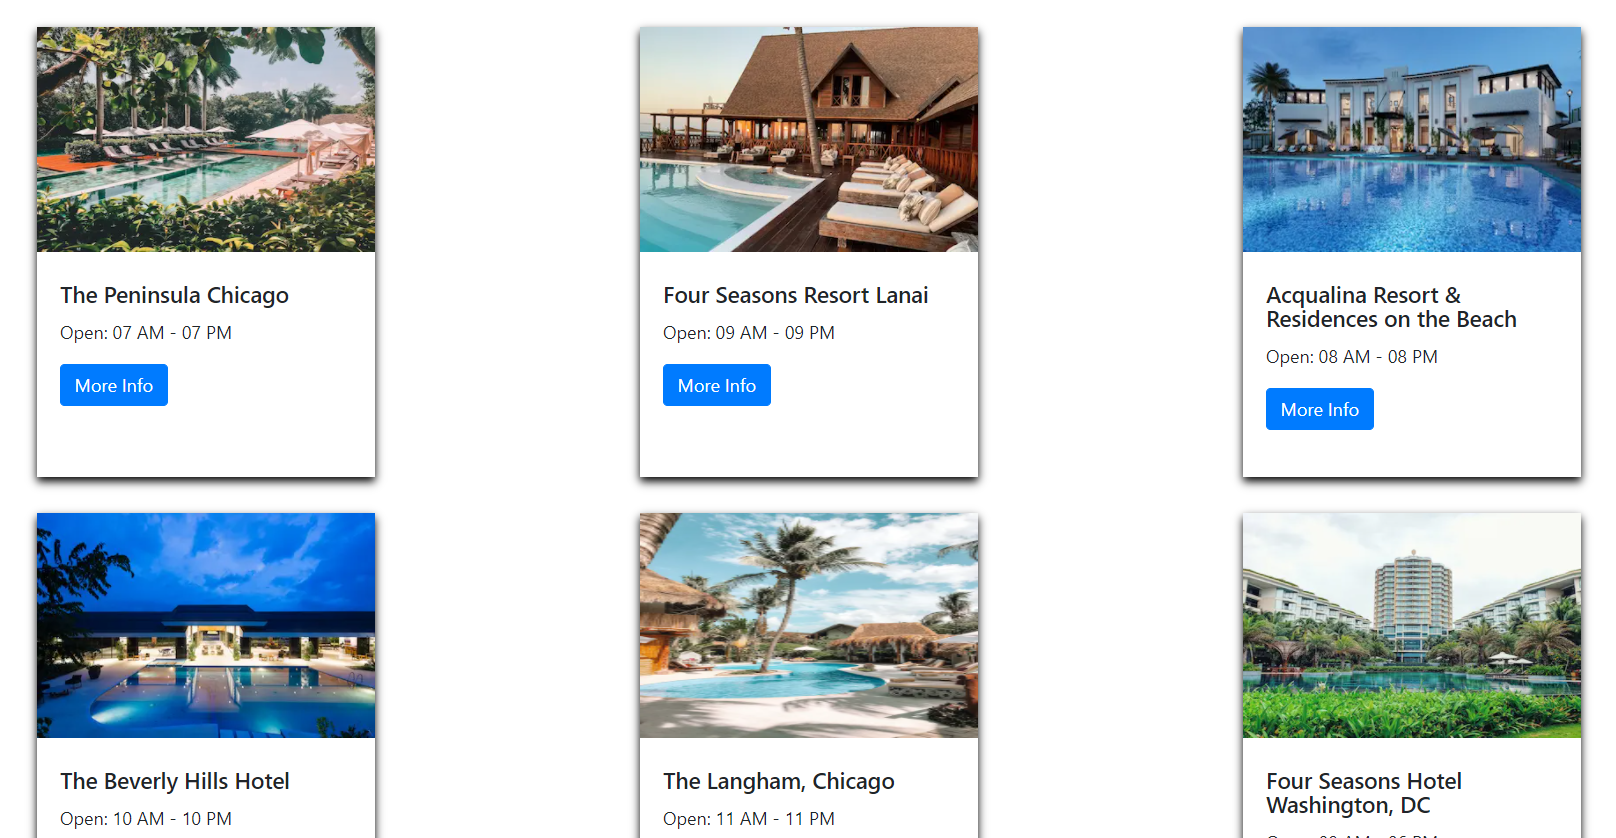 The Peninsula Chicago
Open: 07 AM - 07 PM
More Info
Four Seasons Resort Lanai
Open: 09 AM - 09 PM
More Info
Acqualina Resort &
Residences on the Beach
Open: 08 AM - 08 PM
More Info
The Beverly Hills Hotel
Open: 10 AM - 10 PM
The Langham, Chicago
Open: 11 AM - 11 PM
Four Seasons Hotel
Washington, DC